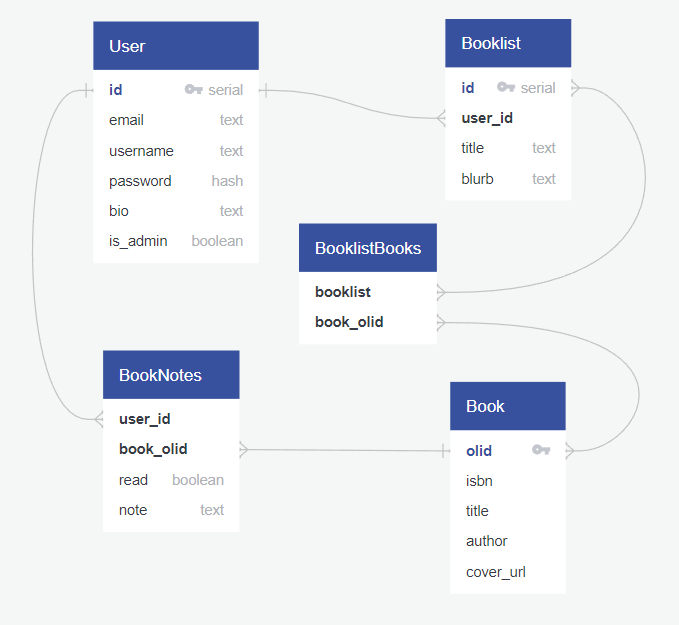 User
id serial
email text
username text
password hash
bio text
is_admin boolean
Booklist
id serial
user_id
title text
blurb text
BooklistBooks
booklist
book_olid
BookNotes
user_id
book_olid
read boolean
note text
Book
olid
isbn
title
author
cover_url